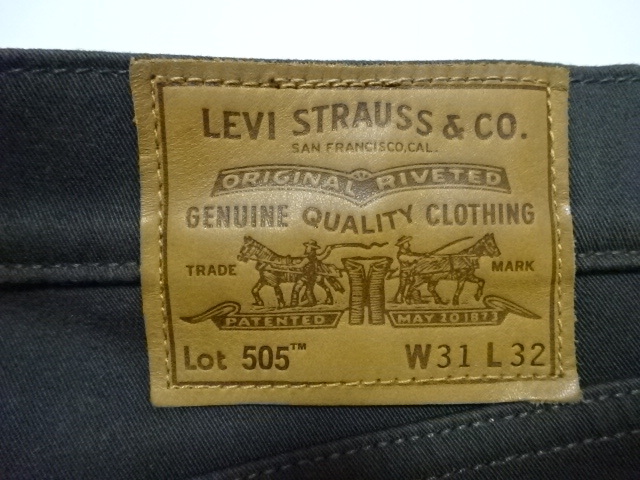 LEVI STRAUSS & CO.
SAN FRANCISCO, CAL.
ORIGINAL RIVETED
GENUINE QUALITY CLOTHING
TRADE MARK
PATENTED MAY 20 1873
Lot 505™ W31 L32